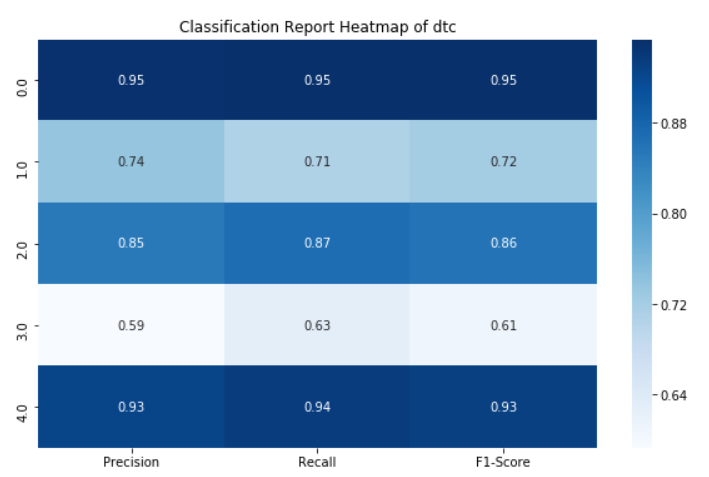 Classification Report Heatmap of dtc
0.0 0.95 0.95 0.95
1.0 0.74 0.71 0.72
2.0 0.85 0.87 0.86
3.0 0.59 0.63 0.61
4.0 0.93 0.94 0.93
Precision Recall F1-Score
0.88
0.80
0.72
0.64